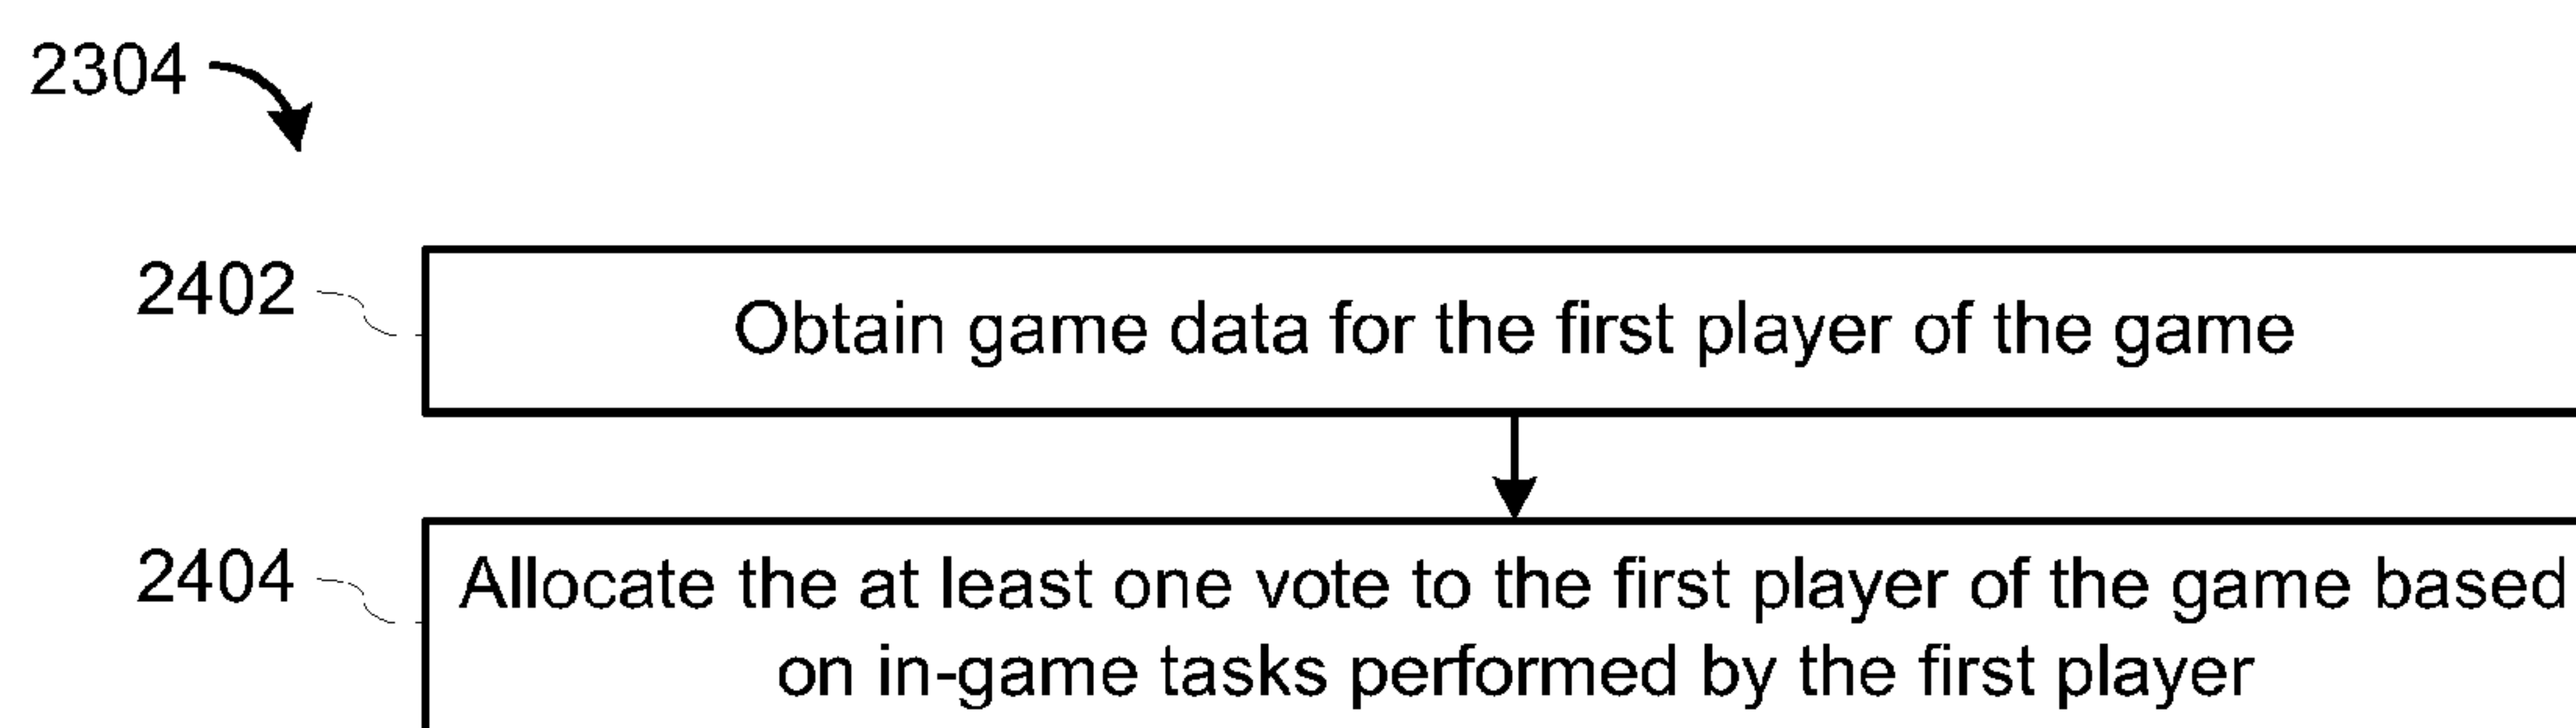 2304
2402
Obtain game data for the first player of the game
2404
Allocate the at least one vote to the first player of the game based
on in-game tasks performed by the first player